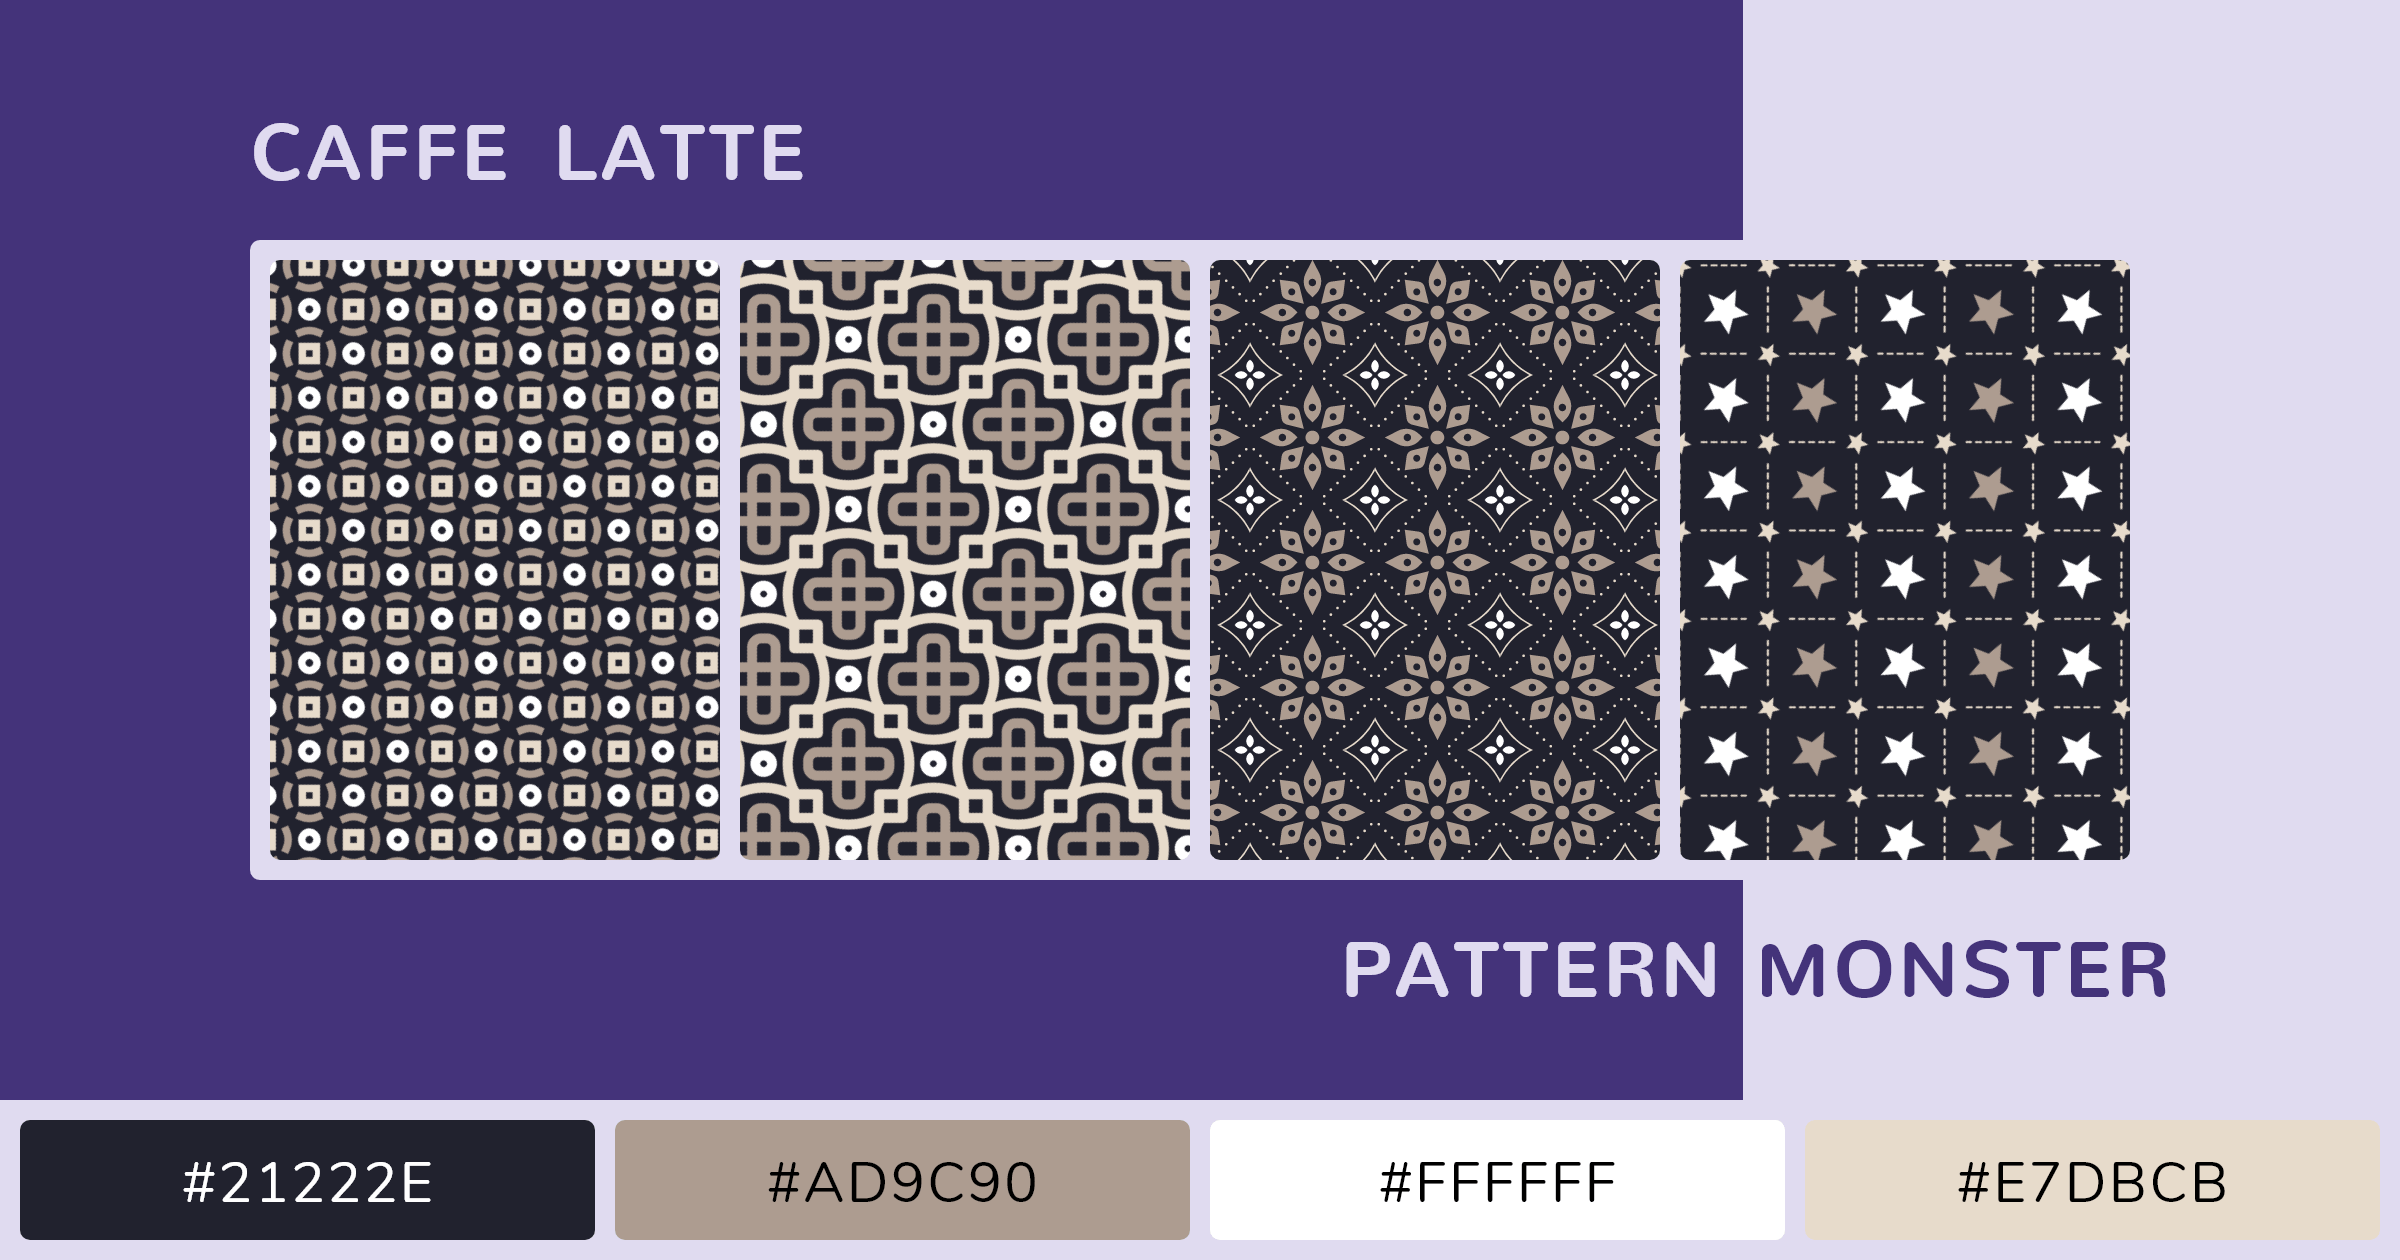 CAFFE LATTE
PATTERN MONSTER
#21222E
#AD9C90
#FFFFFF
#E7DBCB